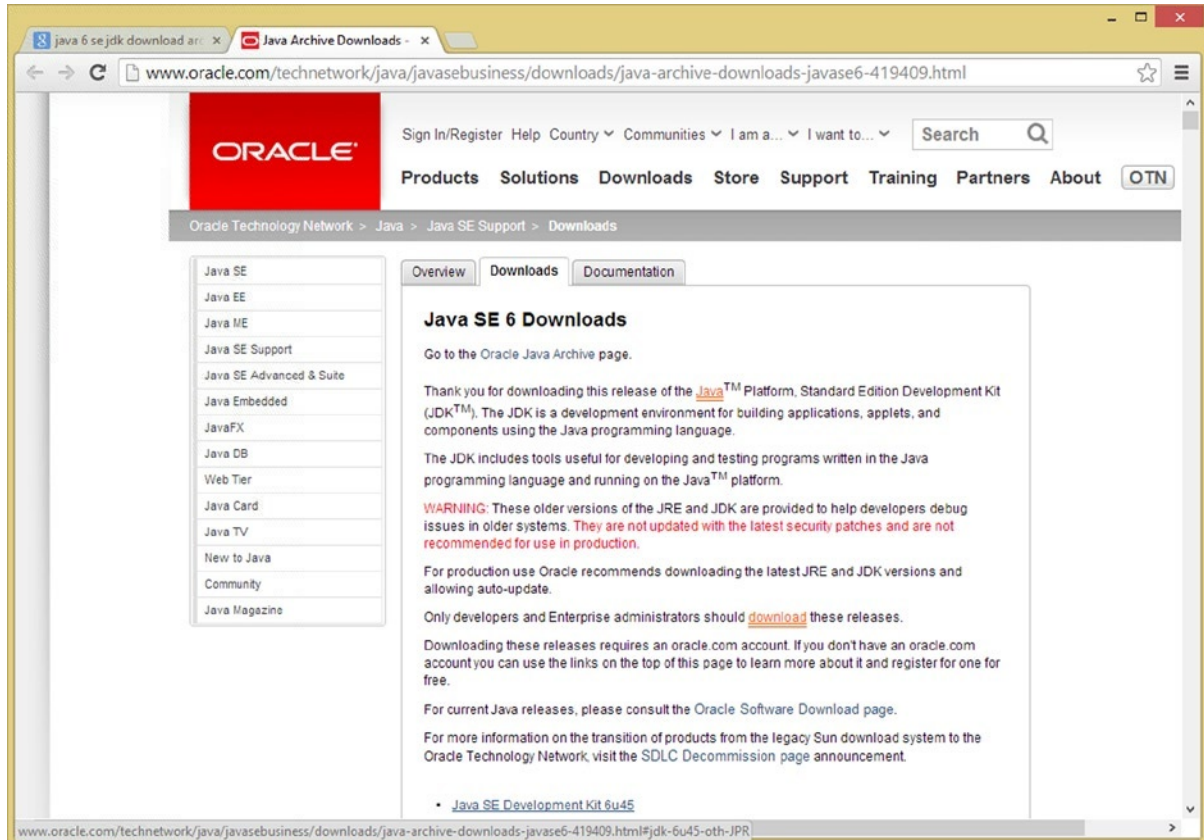 java 6 se jdk download arc
Java Archive Downloads -
www.oracle.com/technetwork/java/javasebusiness/downloads/java-archive-downloads-javase6-419409.html
ORACLE
Sign In/Register Help Country Communities I am a... I want to... Search
Products Solutions Downloads Store Support Training Partners About OTN
Oracle Technology Network > Java > Java SE Support > Downloads
Java SE
Java EE
Java ME
Java SE Support
Java SE Advanced & Suite
Java Embedded
JavaFX
Java DB
Web Tier
Java Card
Java TV
New to Java
Community
Java Magazine
Overview Downloads Documentation
Java SE 6 Downloads
Go to the Oracle Java Archive page.
Thank you for downloading this release of the Java™ Platform, Standard Edition Development Kit
(JDK™). The JDK is a development environment for building applications, applets, and
components using the Java programming language.
The JDK includes tools useful for developing and testing programs written in the Java
programming language and running on the Java™ platform.
WARNING: These older versions of the JRE and JDK are provided to help developers debug
issues in older systems. They are not updated with the latest security patches and are not
recommended for use in production.
For production use Oracle recommends downloading the latest JRE and JDK versions and
allowing auto-update.
Only developers and Enterprise administrators should download these releases.
Downloading these releases requires an oracle.com account. If you don't have an oracle.com
account you can use the links on the top of this page to learn more about it and register for one for
free.
For current Java releases, please consult the Oracle Software Download page.
For more information on the transition of products from the legacy Sun download system to the
Oracle Technology Network, visit the SDLC Decommission page announcement.
• Java SE Development Kit 6u45
www.oracle.com/technetwork/java/javasebusiness/downloads/java-archive-downloads-javase6-419409.html#jdk-6u45-oth-JPR